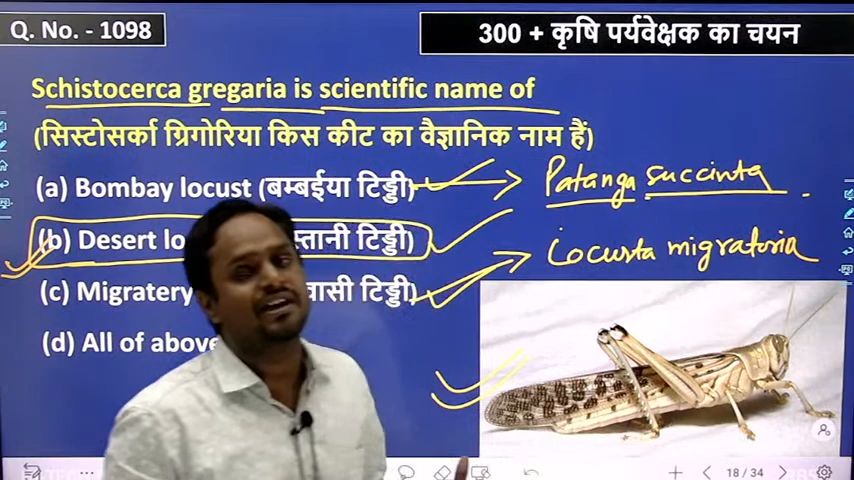 Q. No. - 1098
300 + कृषि पर्यवेक्षक का चयन
Schistocerca gregaria is scientific name of
(सिस्टोसर्का ग्रिगोरिया किस कीट का वैज्ञानिक नाम हैं)
(a) Bombay locust (बम्बईया टिड्डी) Patanga succinta
(b) Desert lo स्तानी टिड्डी)
Locusta migratoria
(c) Migratery वासी टिड्डी)
(d) All of above
18 / 34